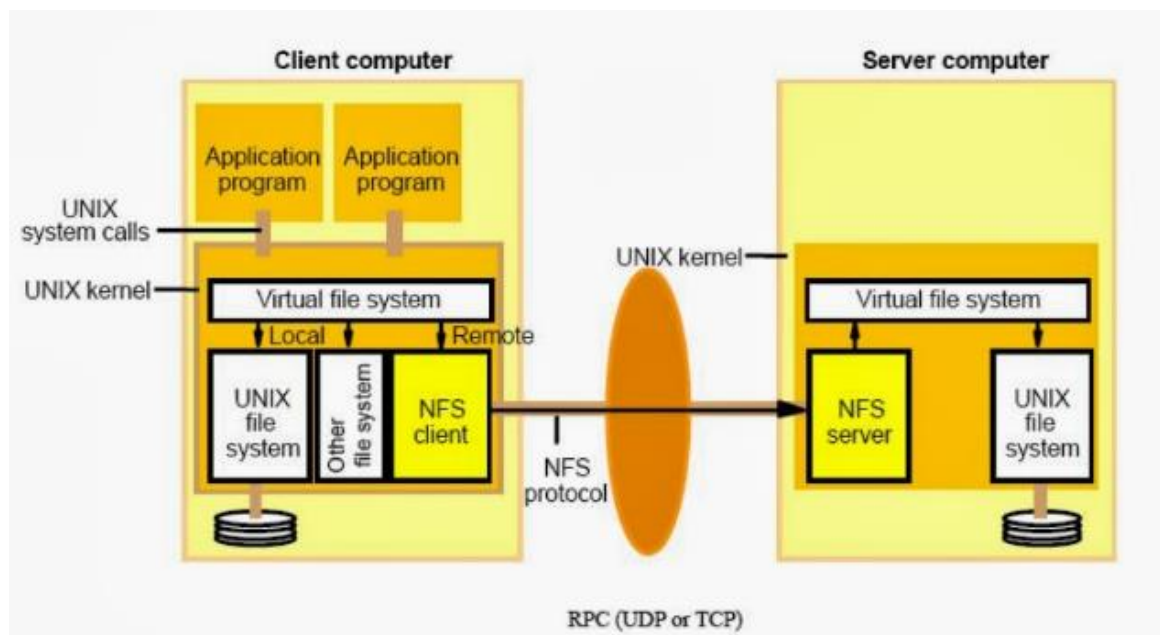 Client computer
Server computer
Application
program
Application
program
UNIX
system calls
UNIX kernel
UNIX kernel
Virtual file system
Virtual file system
Local
Remote
UNIX
file
system
Other
file system
NFS
client
NFS
protocol
NFS
server
UNIX
file
system
RPC (UDP or TCP)